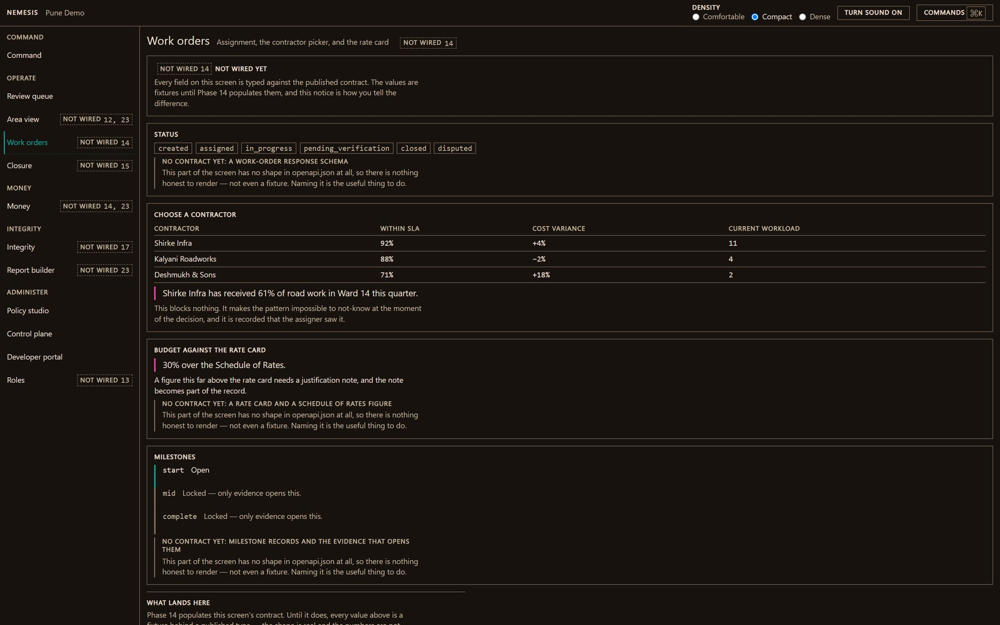 NEMESIS Pune Demo
DENSITY
Comfortable Compact Dense
TURN SOUND ON
COMMANDS ⌘K
COMMAND
Command
OPERATE
Review queue
Area view NOT WIRED 12, 23
Work orders NOT WIRED 14
Closure NOT WIRED 15
MONEY
Money NOT WIRED 14, 23
INTEGRITY
Integrity NOT WIRED 17
Report builder NOT WIRED 23
ADMINISTER
Policy studio
Control plane
Developer portal
Roles NOT WIRED 13
Work orders Assignment, the contractor picker, and the rate card NOT WIRED 14
NOT WIRED 14 NOT WIRED YET
Every field on this screen is typed against the published contract. The values are
fixtures until Phase 14 populates them, and this notice is how you tell the
difference.
STATUS
created assigned in_progress pending_verification closed disputed
NO CONTRACT YET: A WORK-ORDER RESPONSE SCHEMA
This part of the screen has no shape in openapi.json at all, so there is nothing
honest to render — not even a fixture. Naming it is the useful thing to do.
CHOOSE A CONTRACTOR
CONTRACTOR WITHIN SLA COST VARIANCE CURRENT WORKLOAD
Shirke Infra 92% +4% 11
Kalyani Roadworks 88% −2% 4
Deshmukh & Sons 71% +18% 2
Shirke Infra has received 61% of road work in Ward 14 this quarter.
This blocks nothing. It makes the pattern impossible to not-know at the moment
of the decision, and it is recorded that the assigner saw it.
BUDGET AGAINST THE RATE CARD
30% over the Schedule of Rates.
A figure this far above the rate card needs a justification note, and the note
becomes part of the record.
NO CONTRACT YET: A RATE CARD AND A SCHEDULE OF RATES FIGURE
This part of the screen has no shape in openapi.json at all, so there is nothing
honest to render — not even a fixture. Naming it is the useful thing to do.
MILESTONES
start Open
mid Locked — only evidence opens this.
complete Locked — only evidence opens this.
NO CONTRACT YET: MILESTONE RECORDS AND THE EVIDENCE THAT OPENS
THEM
This part of the screen has no shape in openapi.json at all, so there is nothing
honest to render — not even a fixture. Naming it is the useful thing to do.
WHAT LANDS HERE
Phase 14 populates this screen's contract. Until it does, every value above is a
fixture behind a published type — the shape is real and the numbers are not.